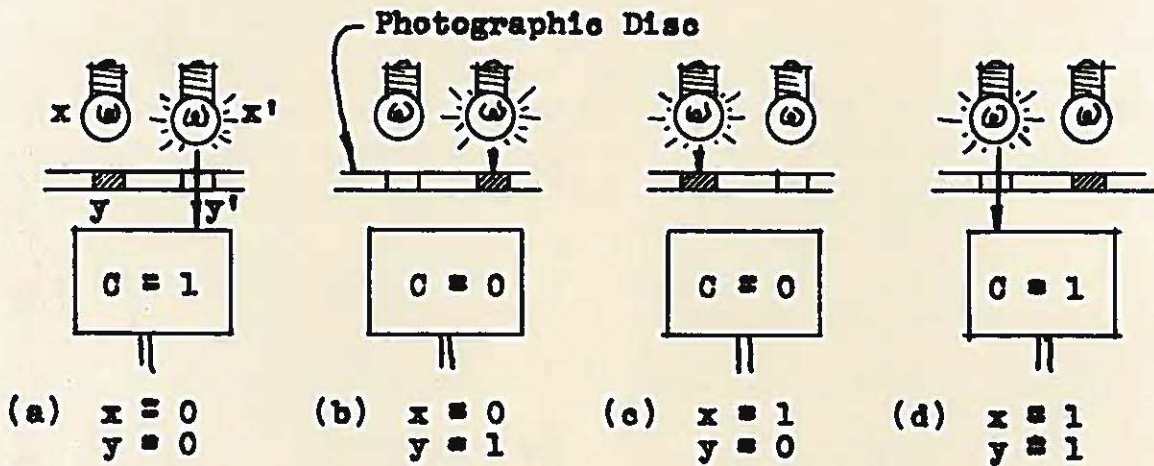 Photographic Disc
x x'
y y'
C = 1 C = 0 C = 0 C = 1
(a) x = 0 (b) x = 0 (c) x = 1 (d) x = 1
y = 0 y = 1 y = 0 y = 1